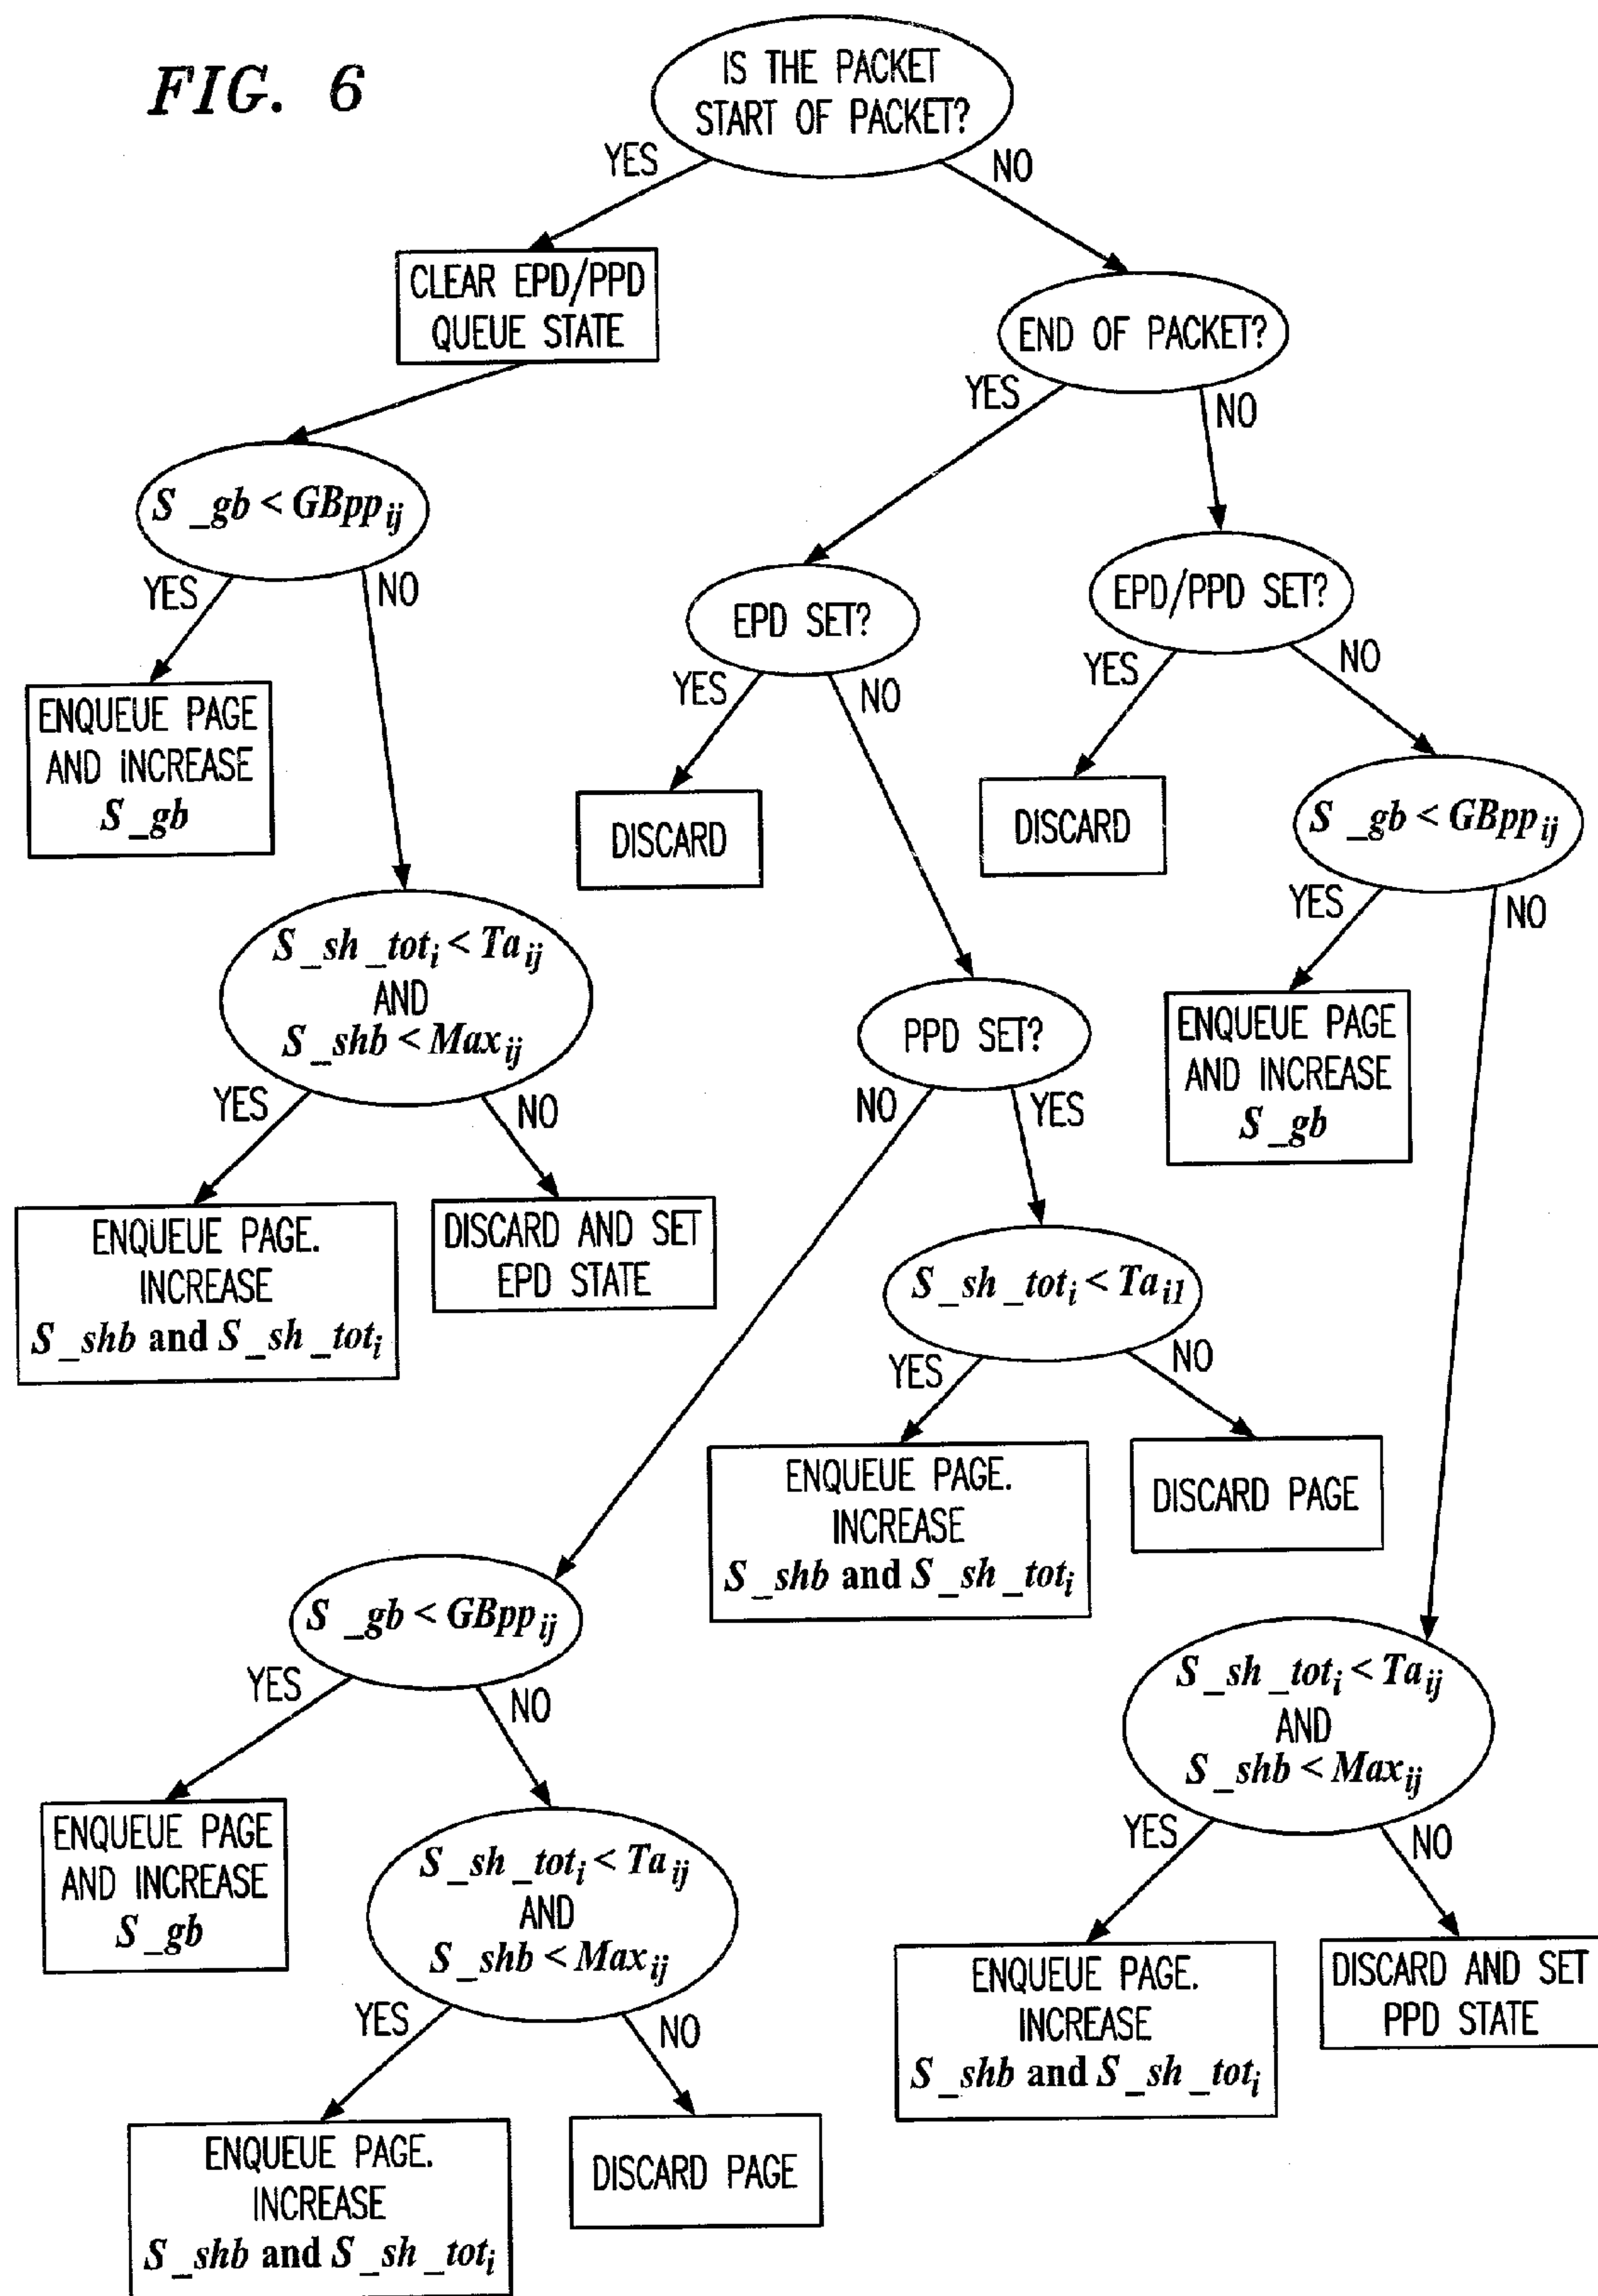 FIG. 6
IS THE PACKET
START OF PACKET?
YES
NO
CLEAR EPD/PPD
QUEUE STATE
END OF PACKET?
YES
NO
S_gb < GBpp_ij
YES
NO
EPD SET?
YES
NO
EPD/PPD SET?
YES
NO
ENQUEUE PAGE
AND INCREASE
S_gb
DISCARD
DISCARD
S_gb < GBpp_ij
YES
NO
S_sh_tot_i < Ta_ij
AND
S_shb < Max_ij
YES
NO
PPD SET?
NO
YES
ENQUEUE PAGE
AND INCREASE
S_gb
ENQUEUE PAGE.
INCREASE
S_shb and S_sh_tot_i
DISCARD AND SET
EPD STATE
S_sh_tot_i < Ta_i1
YES
NO
ENQUEUE PAGE.
INCREASE
S_shb and S_sh_tot_i
DISCARD PAGE
S_gb < GBpp_ij
YES
NO
S_sh_tot_i < Ta_ij
AND
S_shb < Max_ij
YES
NO
ENQUEUE PAGE
AND INCREASE
S_gb
S_sh_tot_i < Ta_ij
AND
S_shb < Max_ij
YES
NO
ENQUEUE PAGE.
INCREASE
S_shb and S_sh_tot_i
DISCARD AND SET
PPD STATE
ENQUEUE PAGE.
INCREASE
S_shb and S_sh_tot_i
DISCARD PAGE